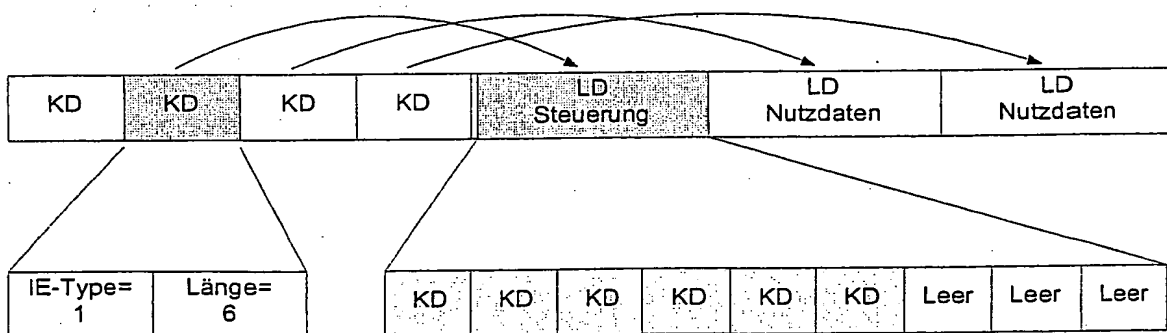 KD KD KD KD LD LD LD
Steuerung Nutzdaten Nutzdaten
IE-Type= Länge=
1 6
KD KD KD KD KD KD Leer Leer Leer